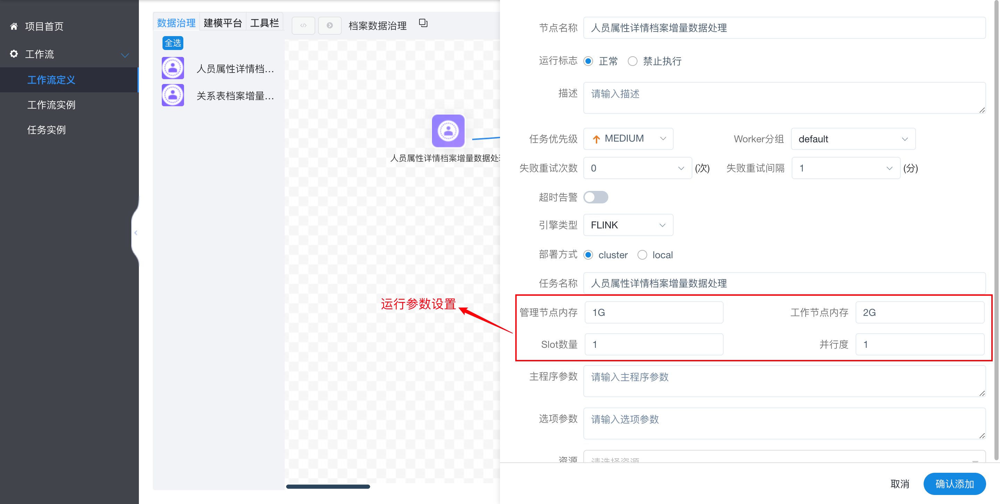 项目首页
工作流
工作流定义
工作流实例
任务实例
数据治理
建模平台
工具栏
全选
人员属性详情档...
关系表档案增量...
档案数据治理
人员属性详情档案增量数据处理
运行参数设置
节点名称 人员属性详情档案增量数据处理
运行标志 正常 禁止执行
描述 请输入描述
任务优先级 MEDIUM Worker分组 default
失败重试次数 0 (次) 失败重试间隔 1 (分)
超时告警
引擎类型 FLINK
部署方式 cluster local
任务名称 人员属性详情档案增量数据处理
管理节点内存 1G 工作节点内存 2G
Slot数量 1 并行度 1
主程序参数 请输入主程序参数
选项参数 请输入选项参数
资源 请选择资源
取消 确认添加